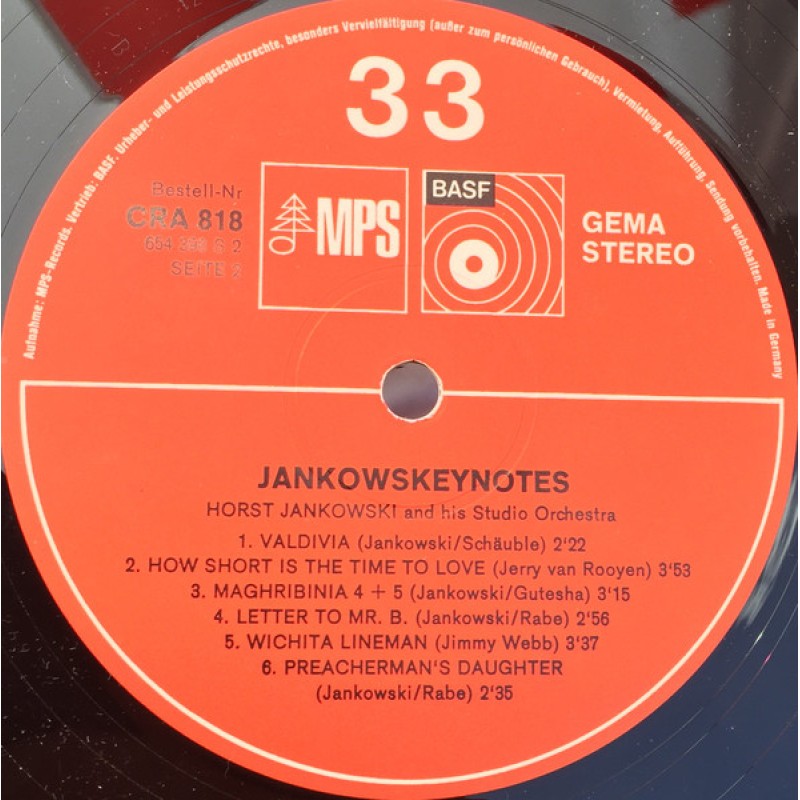 Aufnahme: MPS-Records. Vertrieb: BASF. Urheber- und Leistungsschutzrechte, besonders Vervielfältigung (außer zum persönlichen Gebrauch), Vermietung, Aufführung, Sendung vorbehalten. Made in Germany
33
Bestell-Nr
CRA 818
SEITE 2
MPS
BASF
GEMA
STEREO
JANKOWSKEYNOTES
HORST JANKOWSKI and his Studio Orchestra
1. VALDIVIA (Jankowski/Schäuble) 2'22
2. HOW SHORT IS THE TIME TO LOVE (Jerry van Rooyen) 3'53
3. MAGHRIBINIA 4 + 5 (Jankowski/Gutesha) 3'15
4. LETTER TO MR. B. (Jankowski/Rabe) 2'56
5. WICHITA LINEMAN (Jimmy Webb) 3'37
6. PREACHERMAN'S DAUGHTER
(Jankowski/Rabe) 2'35